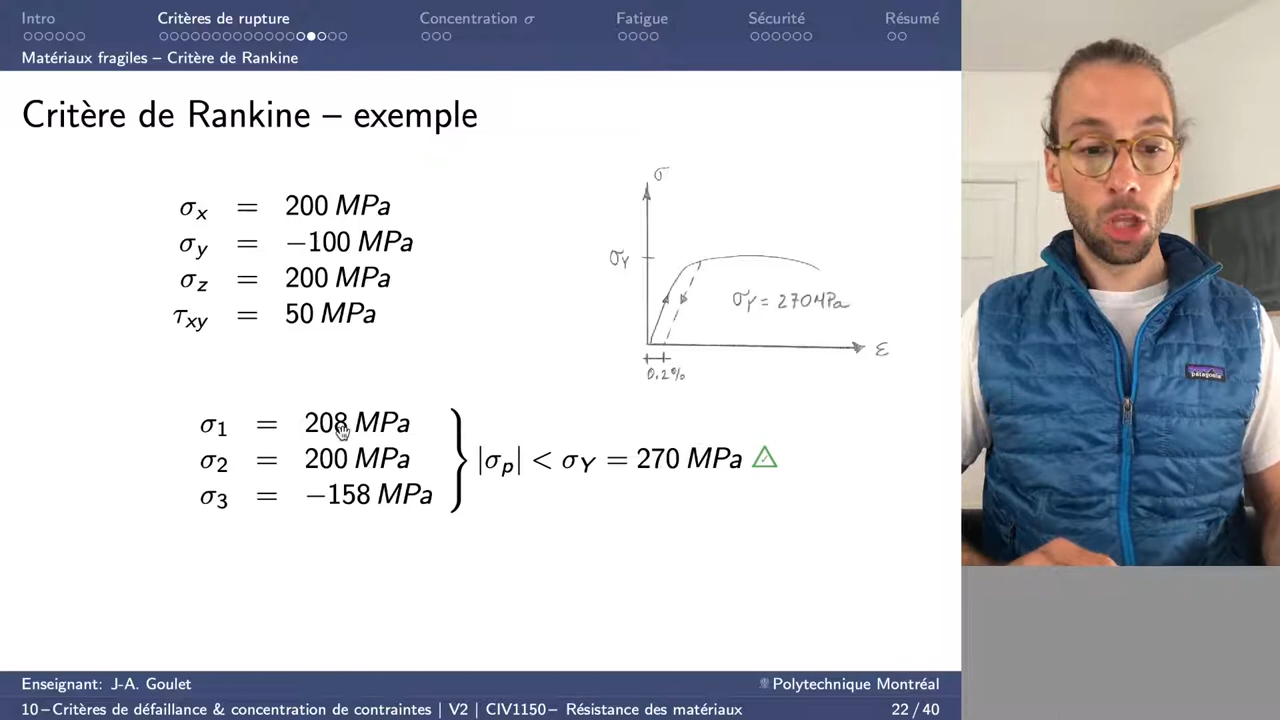 Intro
Critères de rupture
Concentration σ
Fatigue
Sécurité
Résumé
Matériaux fragiles – Critère de Rankine
Critère de Rankine – exemple
σx = 200 MPa
σy = −100 MPa
σz = 200 MPa
τxy = 50 MPa
σ
σY
σY = 270 MPa
ε
0.2%
σ1 = 208 MPa
σ2 = 200 MPa
σ3 = −158 MPa
|σp| < σY = 270 MPa
patagonia
Enseignant: J-A. Goulet
Polytechnique Montréal
10 – Critères de défaillance & concentration de contraintes | V2 | CIV1150 – Résistance des matériaux
22 / 40